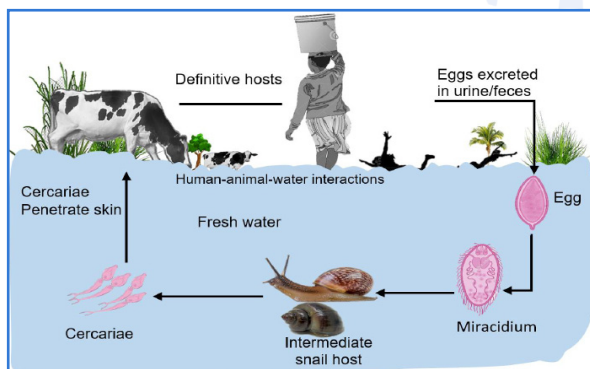 Definitive hosts
Eggs excreted
in urine/feces
Human-animal-water interactions
Cercariae
Penetrate skin
Fresh water
Egg
Cercariae
Intermediate
snail host
Miracidium